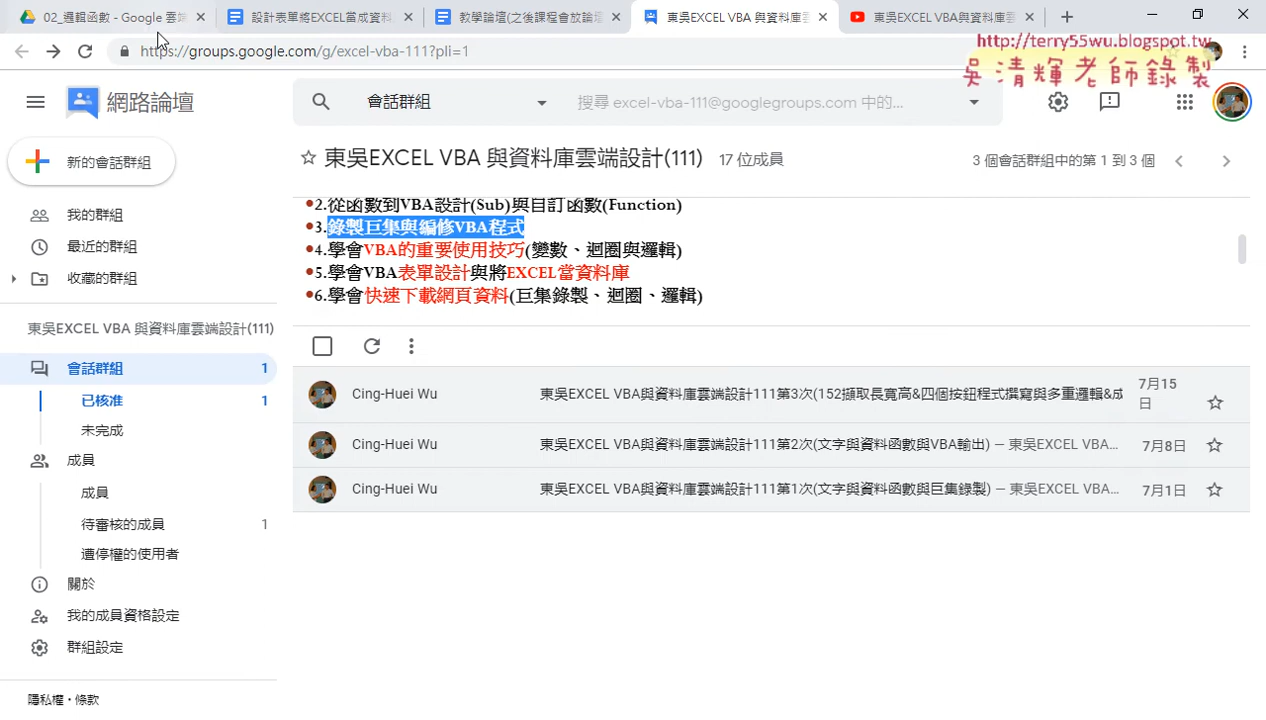 02_邏輯函數 - Google 雲端
設計表單將EXCEL當成資料
教學論壇(之後課程會放論壇
東吳EXCEL VBA 與資料庫雲
東吳EXCEL VBA與資料庫雲
https://groups.google.com/g/excel-vba-111?pli=1
http://terry55wu.blogspot.tw
吳清輝老師錄製
網路論壇
會話群組
搜尋 excel-vba-111@googlegroups.com 中的...
新的會話群組
東吳EXCEL VBA 與資料庫雲端設計(111)
17 位成員
3 個會話群組中的第 1 到 3 個
我的群組
最近的群組
收藏的群組
東吳EXCEL VBA 與資料庫雲端設計(111)
會話群組 1
已核准 1
未完成
成員
成員
待審核的成員 1
遭停權的使用者
關於
我的成員資格設定
群組設定
隱私權 · 條款
•2.從函數到VBA設計(Sub)與自訂函數(Function)
•3.錄製巨集與編修VBA程式
•4.學會VBA的重要使用技巧(變數、迴圈與邏輯)
•5.學會VBA表單設計與將EXCEL當資料庫
•6.學會快速下載網頁資料(巨集錄製、迴圈、邏輯)
Cing-Huei Wu 東吳EXCEL VBA與資料庫雲端設計111第3次(152擷取長寬高&四個按鈕程式撰寫與多重邏輯&成 7月15日
Cing-Huei Wu 東吳EXCEL VBA與資料庫雲端設計111第2次(文字與資料函數與VBA輸出) – 東吳EXCEL VBA... 7月8日
Cing-Huei Wu 東吳EXCEL VBA與資料庫雲端設計111第1次(文字與資料函數與巨集錄製) – 東吳EXCEL VBA... 7月1日